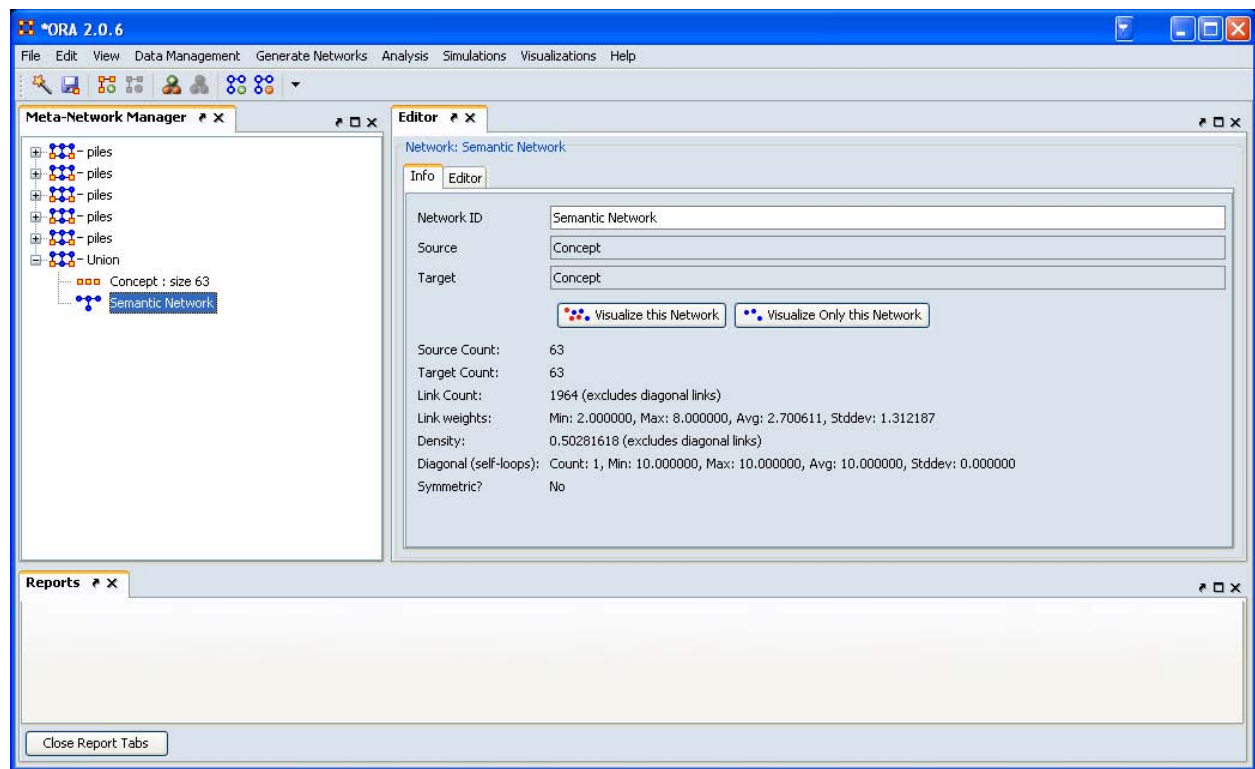 *ORA 2.0.6
File Edit View Data Management Generate Networks Analysis Simulations Visualizations Help
Meta-Network Manager
piles
piles
piles
piles
piles
Union
Concept : size 63
Semantic Network
Editor
Network: Semantic Network
Info Editor
Network ID Semantic Network
Source Concept
Target Concept
Visualize this Network Visualize Only this Network
Source Count: 63
Target Count: 63
Link Count: 1964 (excludes diagonal links)
Link weights: Min: 2.000000, Max: 8.000000, Avg: 2.700611, Stddev: 1.312187
Density: 0.50281618 (excludes diagonal links)
Diagonal (self-loops): Count: 1, Min: 10.000000, Max: 10.000000, Avg: 10.000000, Stddev: 0.000000
Symmetric? No
Reports
Close Report Tabs